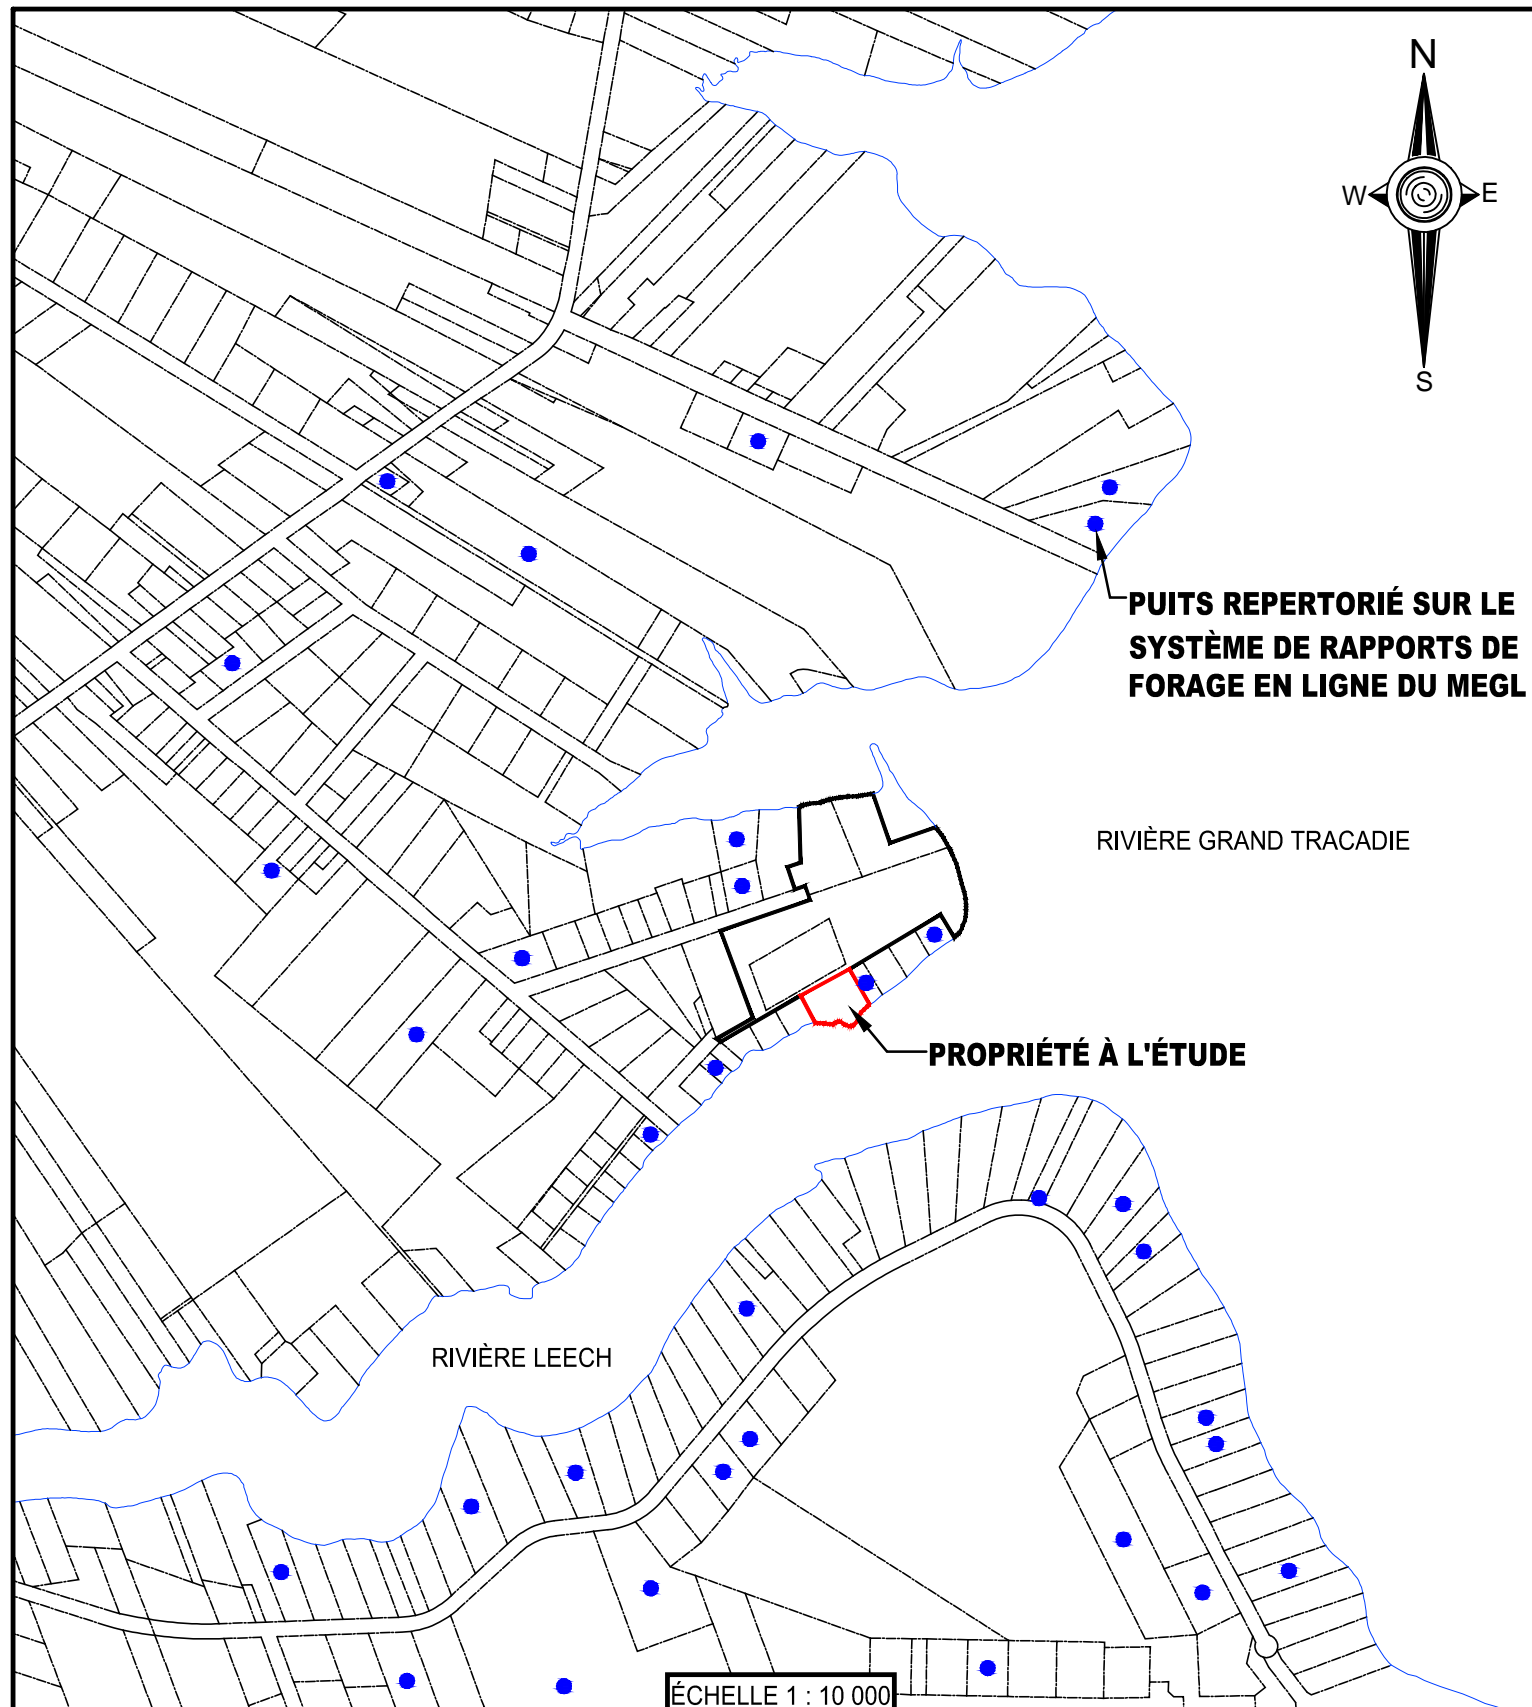 N
W
E
S
PUITS REPERTORIÉ SUR LE
SYSTÈME DE RAPPORTS DE
FORAGE EN LIGNE DU MEGL
RIVIÈRE GRAND TRACADIE
PROPRIÉTÉ À L'ÉTUDE
RIVIÈRE LEECH
ÉCHELLE 1 : 10 000